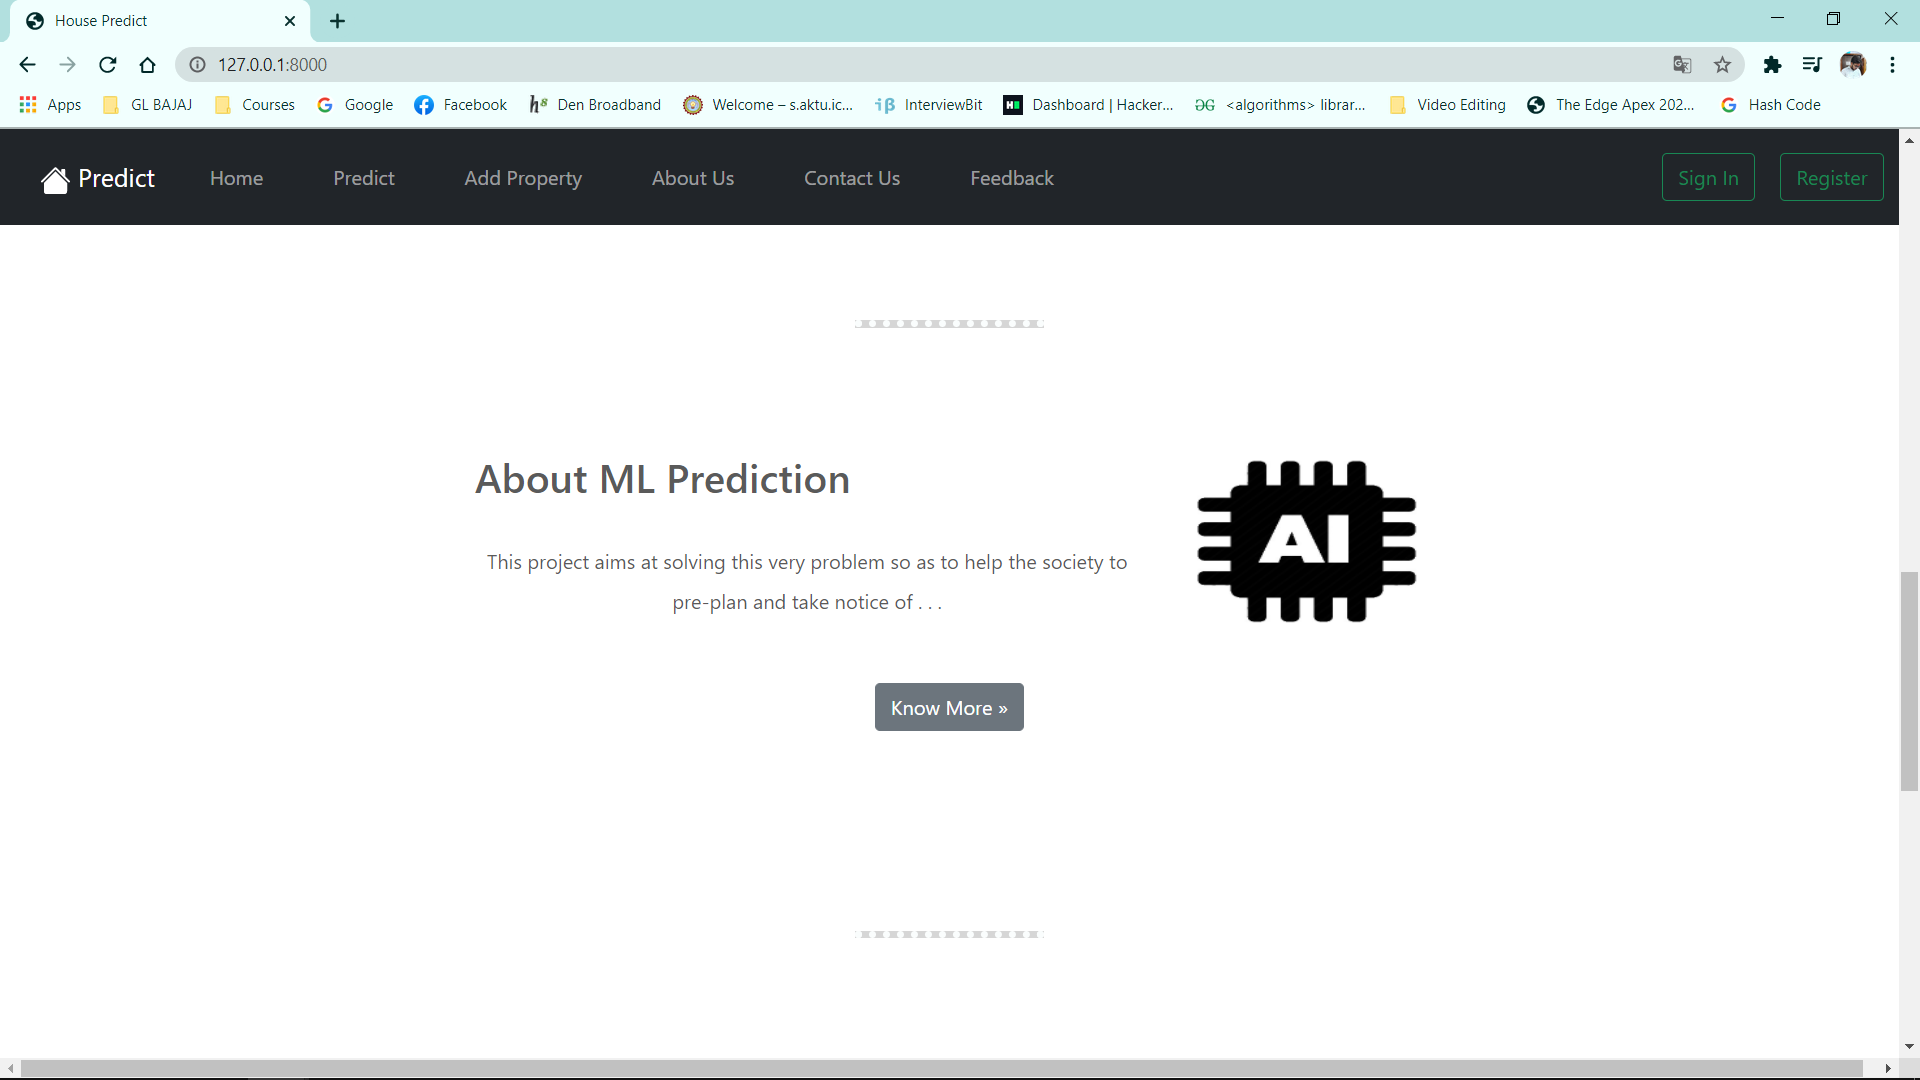 House Predict
127.0.0.1:8000
Apps GL BAJAJ Courses Google Facebook Den Broadband Welcome – s.aktu.ic... InterviewBit Dashboard | Hacker... <algorithms> librar... Video Editing The Edge Apex 202... Hash Code
Predict Home Predict Add Property About Us Contact Us Feedback Sign In Register
About ML Prediction
AI
This project aims at solving this very problem so as to help the society to
pre-plan and take notice of . . .
Know More »